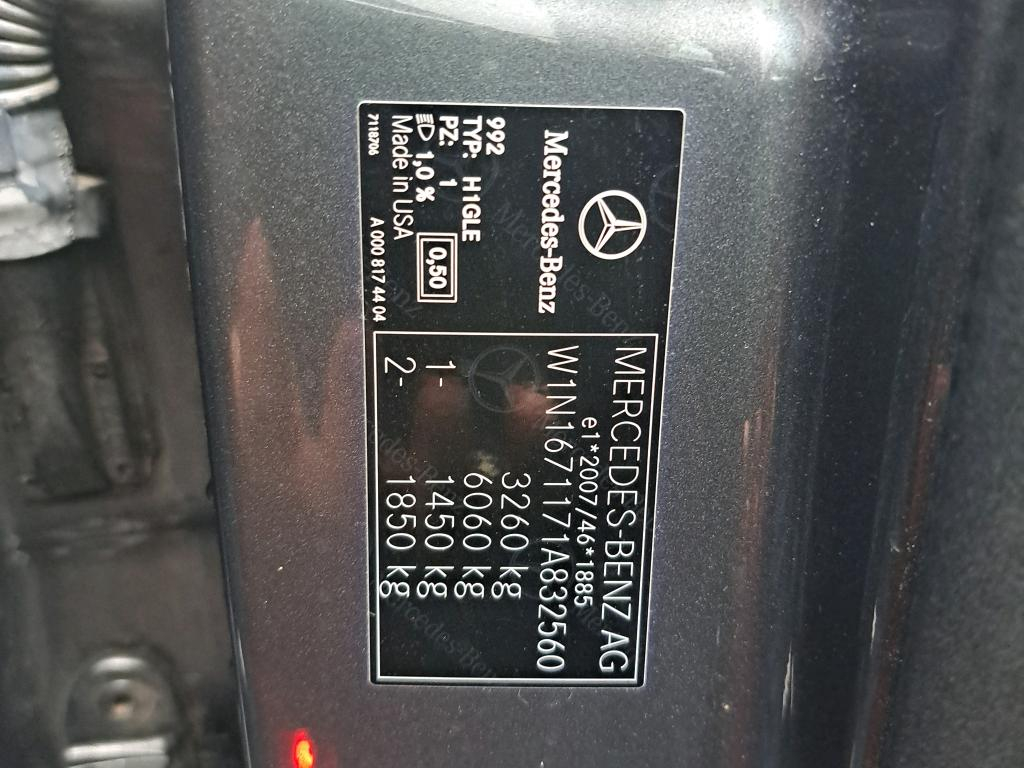 Mercedes-Benz
992
TYP: H1GLE
PZ: 1
1,0 %
0,50
Made in USA
7118706
A 000 817 44 04
MERCEDES-BENZ AG
e1*2007/46*1885
W1N1671171A832560
3260 kg
6060 kg
1- 1450 kg
2- 1850 kg